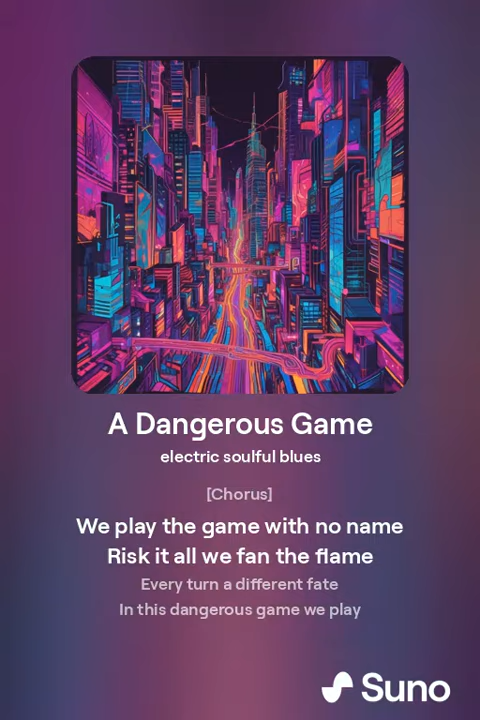 A Dangerous Game
electric soulful blues
[Chorus]
We play the game with no name
Risk it all we fan the flame
Every turn a different fate
In this dangerous game we play
Suno